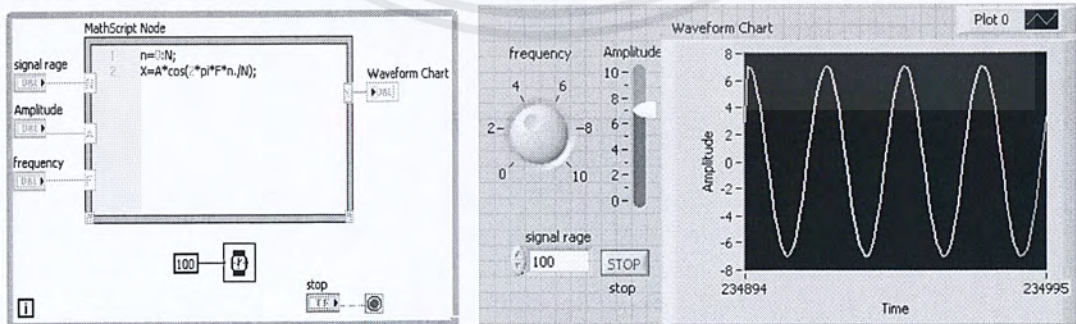 MathScript Node
1 n=0:N;
2 X=A*cos(2*pi*F*n./N);
signal rage
DBL
Amplitude
DBL
frequency
DBL
A
Waveform Chart
DBL
100
stop
TF
i
frequency
0 2 4 6 8 10
Amplitude
10
8
6
4
2
0
signal rage
100
STOP
stop
Waveform Chart
Plot 0
Amplitude
8
6
4
2
0
-2
-4
-6
-8
234894
234995
Time